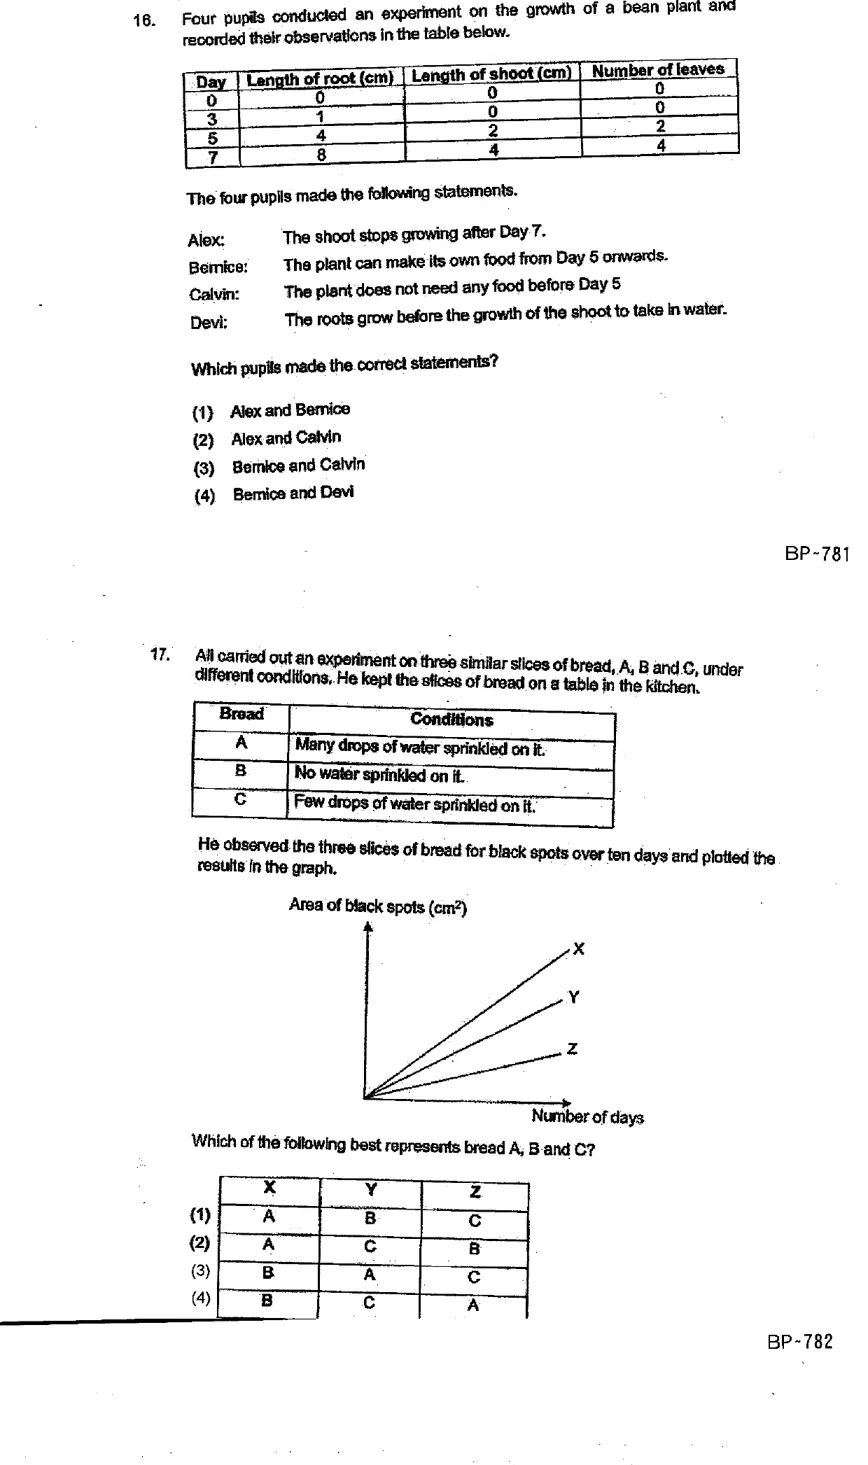 16. Four pupils conducted an experiment on the growth of a bean plant and
recorded their observations in the table below.
Day Length of root (cm) Length of shoot (cm) Number of leaves
0 0 0 0
3 1 0 0
5 4 2 2
7 8 4 4
The four pupils made the following statements.
Alex: The shoot stops growing after Day 7.
Bernice: The plant can make its own food from Day 5 onwards.
Calvin: The plant does not need any food before Day 5
Devi: The roots grow before the growth of the shoot to take in water.
Which pupils made the correct statements?
(1) Alex and Bernice
(2) Alex and Calvin
(3) Bernice and Calvin
(4) Bernice and Devi
BP-781
17. Ali carried out an experiment on three similar slices of bread, A, B and C, under
different conditions. He kept the slices of bread on a table in the kitchen.
Bread Conditions
A Many drops of water sprinkled on it.
B No water sprinkled on it.
C Few drops of water sprinkled on it.
He observed the three slices of bread for black spots over ten days and plotted the
results in the graph.
Area of black spots (cm²)
X
Y
Z
Number of days
Which of the following best represents bread A, B and C?
X Y Z
(1) A B C
(2) A C B
(3) B A C
(4) B C A
BP-782